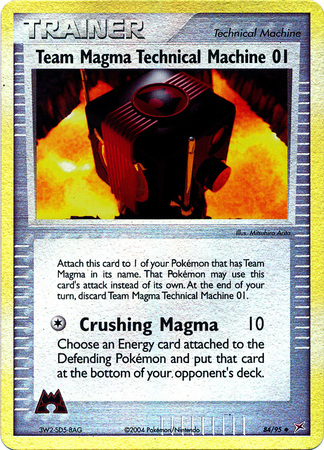 TRAINER
Technical Machine
Team Magma Technical Machine 01
Illus. Mitsuhiro Arita
Attach this card to 1 of your Pokémon that has Team
Magma in its name. That Pokémon may use this
card's attack instead of its own. At the end of your
turn, discard Team Magma Technical Machine 01.
Crushing Magma 10
Choose an Energy card attached to the
Defending Pokémon and put that card
at the bottom of your opponent's deck.
3W2-5D5-8AG
©2004 Pokémon/Nintendo
84/95